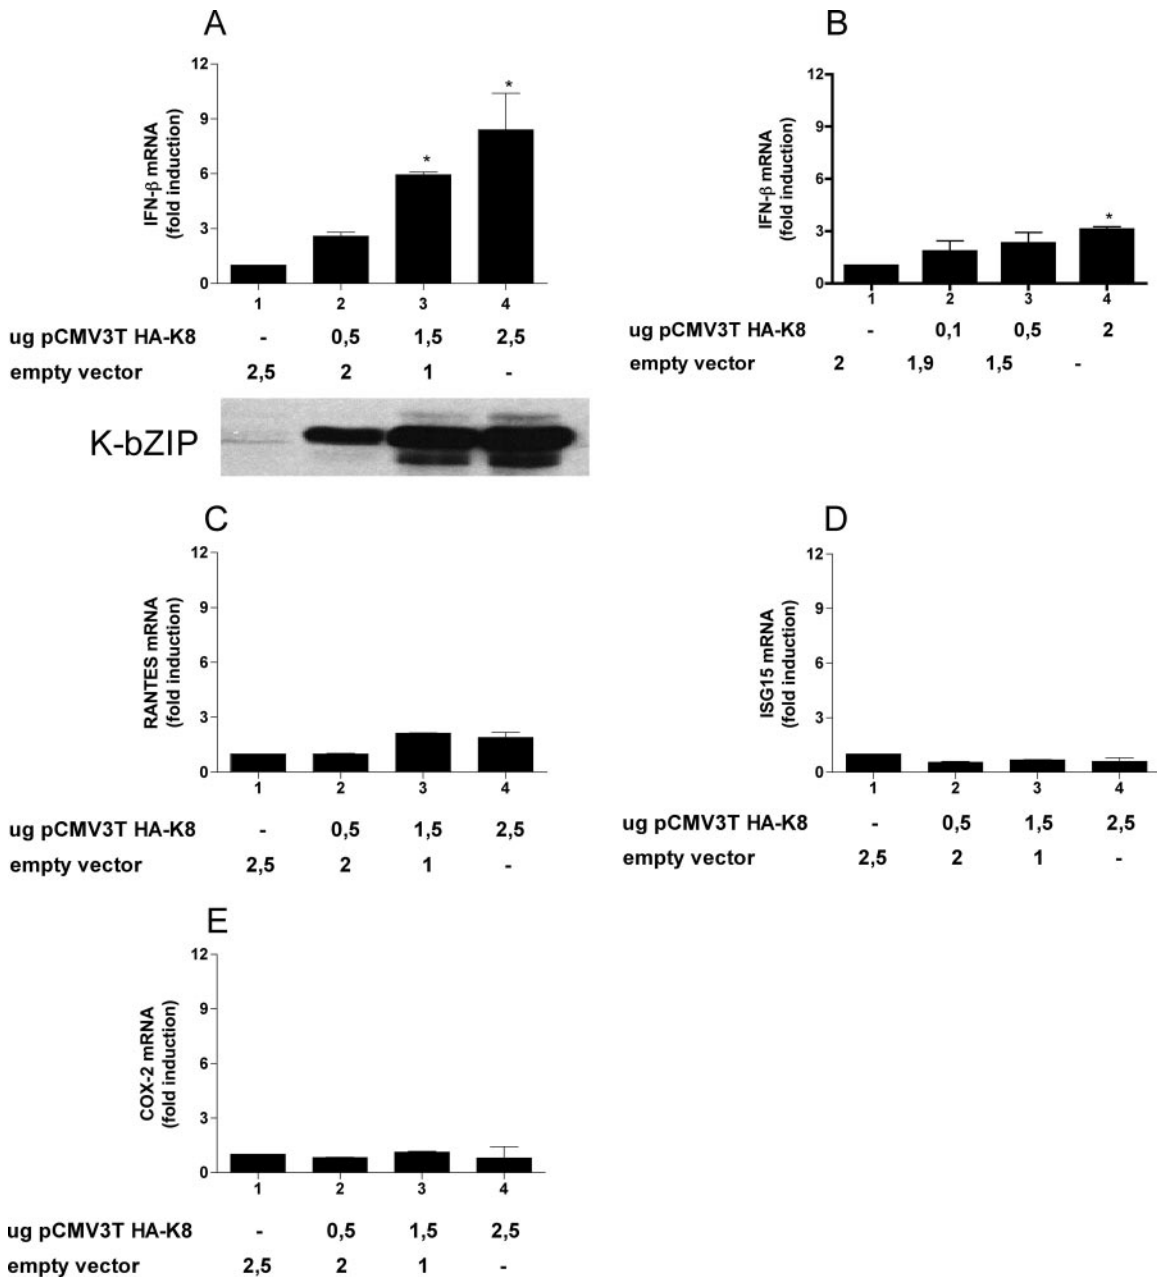 A
IFN-β mRNA
(fold induction)
12
9
6
3
0
*
*
1 2 3 4
ug pCMV3T HA-K8 - 0,5 1,5 2,5
empty vector 2,5 2 1 -
K-bZIP
B
IFN-β mRNA
(fold induction)
12
9
6
3
0
*
1 2 3 4
ug pCMV3T HA-K8 - 0,1 0,5 2
empty vector 2 1,9 1,5 -
C
RANTES mRNA
(fold induction)
12
9
6
3
0
1 2 3 4
ug pCMV3T HA-K8 - 0,5 1,5 2,5
empty vector 2,5 2 1 -
D
ISG15 mRNA
(fold induction)
12
9
6
3
0
1 2 3 4
ug pCMV3T HA-K8 - 0,5 1,5 2,5
empty vector 2,5 2 1 -
E
COX-2 mRNA
(fold induction)
12
9
6
3
0
1 2 3 4
ug pCMV3T HA-K8 - 0,5 1,5 2,5
empty vector 2,5 2 1 -